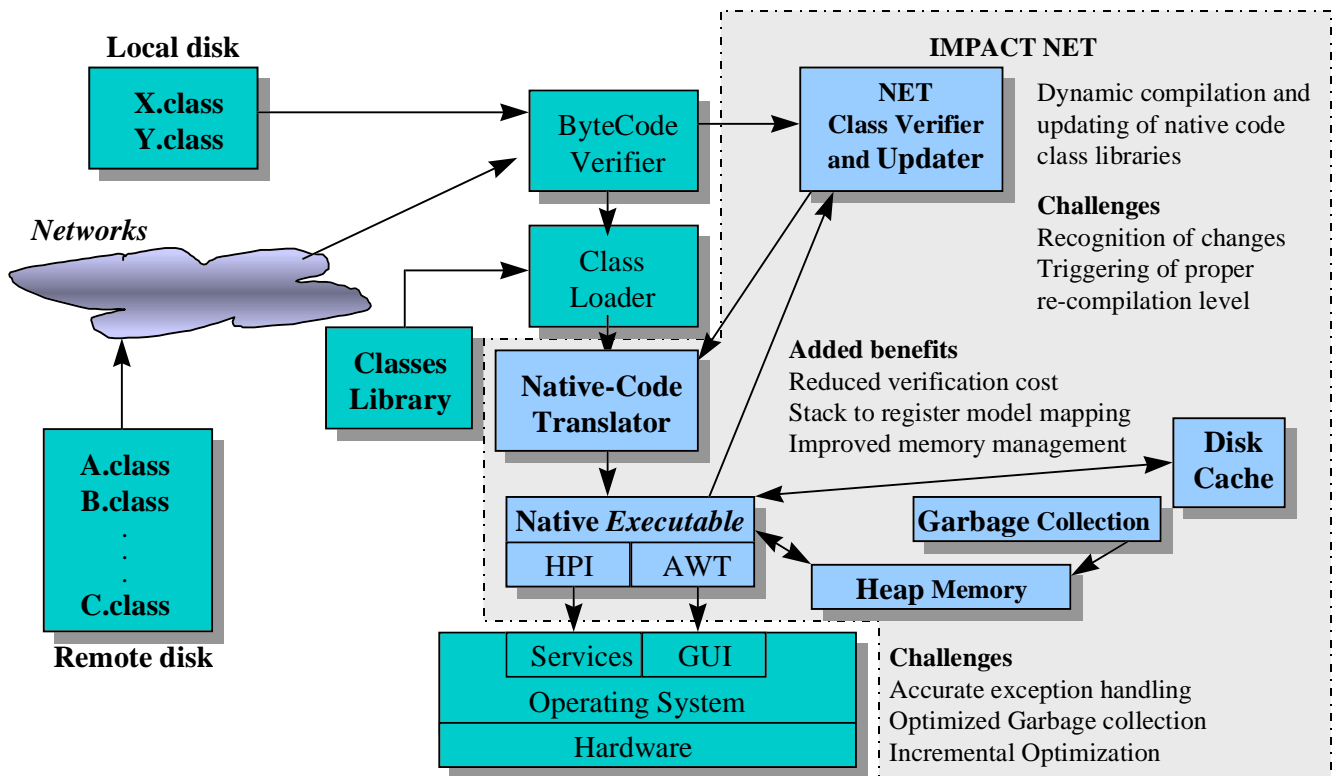 Local disk
X.class
Y.class
Networks
A.class
B.class
.
.
.
C.class
Remote disk
ByteCode
Verifier
Class
Loader
Classes
Library
IMPACT NET
NET
Class Verifier
and Updater
Dynamic compilation and
updating of native code
class libraries
Challenges
Recognition of changes
Triggering of proper
re-compilation level
Native-Code
Translator
Added benefits
Reduced verification cost
Stack to register model mapping
Improved memory management
Disk
Cache
Native Executable
HPI
AWT
Garbage Collection
Heap Memory
Services
GUI
Operating System
Hardware
Challenges
Accurate exception handling
Optimized Garbage collection
Incremental Optimization